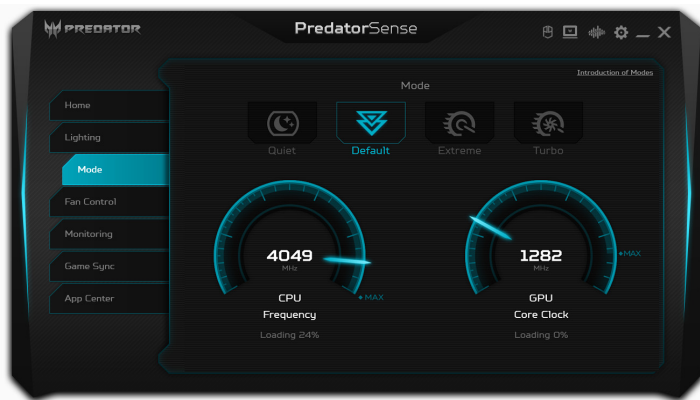 PREDATOR
PredatorSense
Introduction of Modes
Mode
Home
Lighting
Mode
Fan Control
Monitoring
Game Sync
App Center
Quiet
Default
Extreme
Turbo
4049
MHz
MAX
CPU
Frequency
Loading 24%
1282
MHz
MAX
GPU
Core Clock
Loading 0%